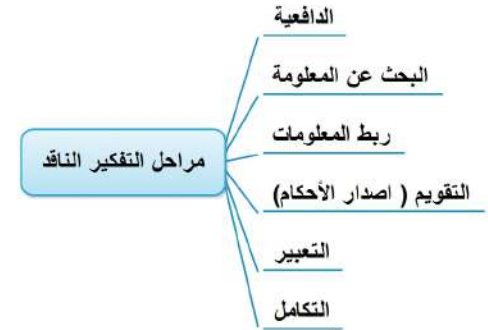 الدافعية
البحث عن المعلومة
ربط المعلومات
مراحل التفكير الناقد
التقويم ( اصدار الأحكام)
التعبير
التكامل